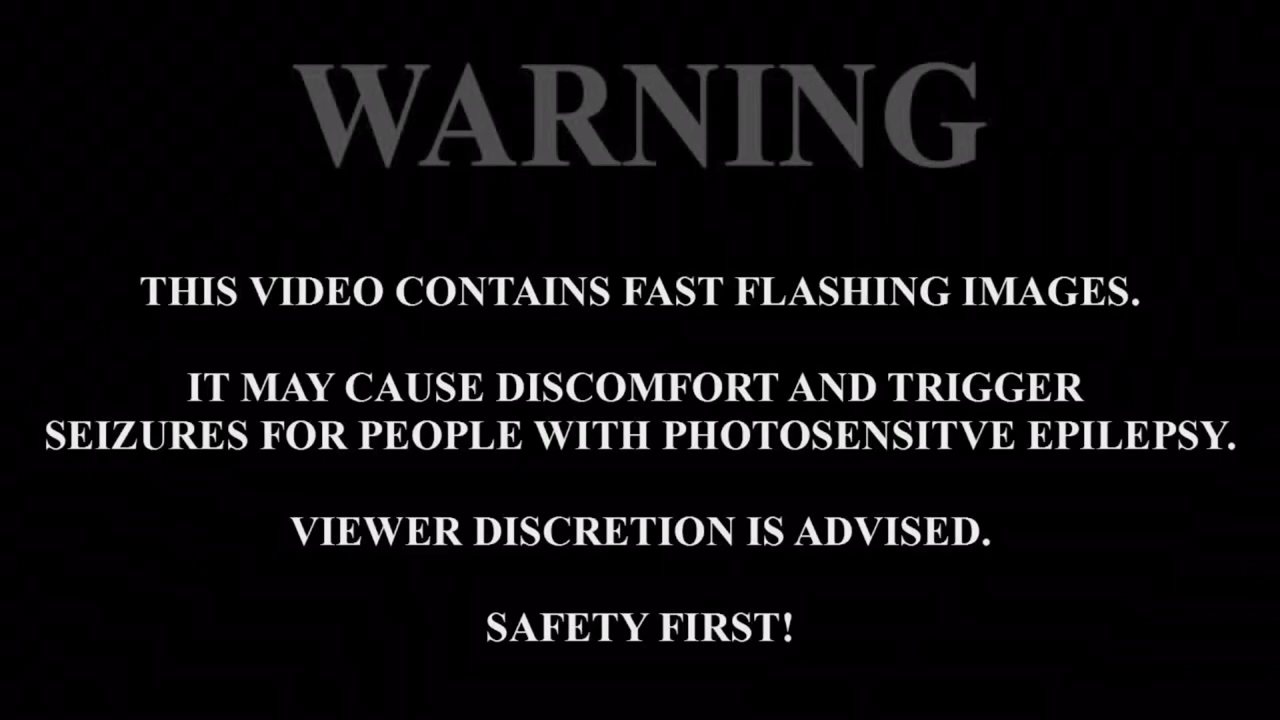 WARNING
THIS VIDEO CONTAINS FAST FLASHING IMAGES.
IT MAY CAUSE DISCOMFORT AND TRIGGER
SEIZURES FOR PEOPLE WITH PHOTOSENSITVE EPILEPSY.
VIEWER DISCRETION IS ADVISED.
SAFETY FIRST!